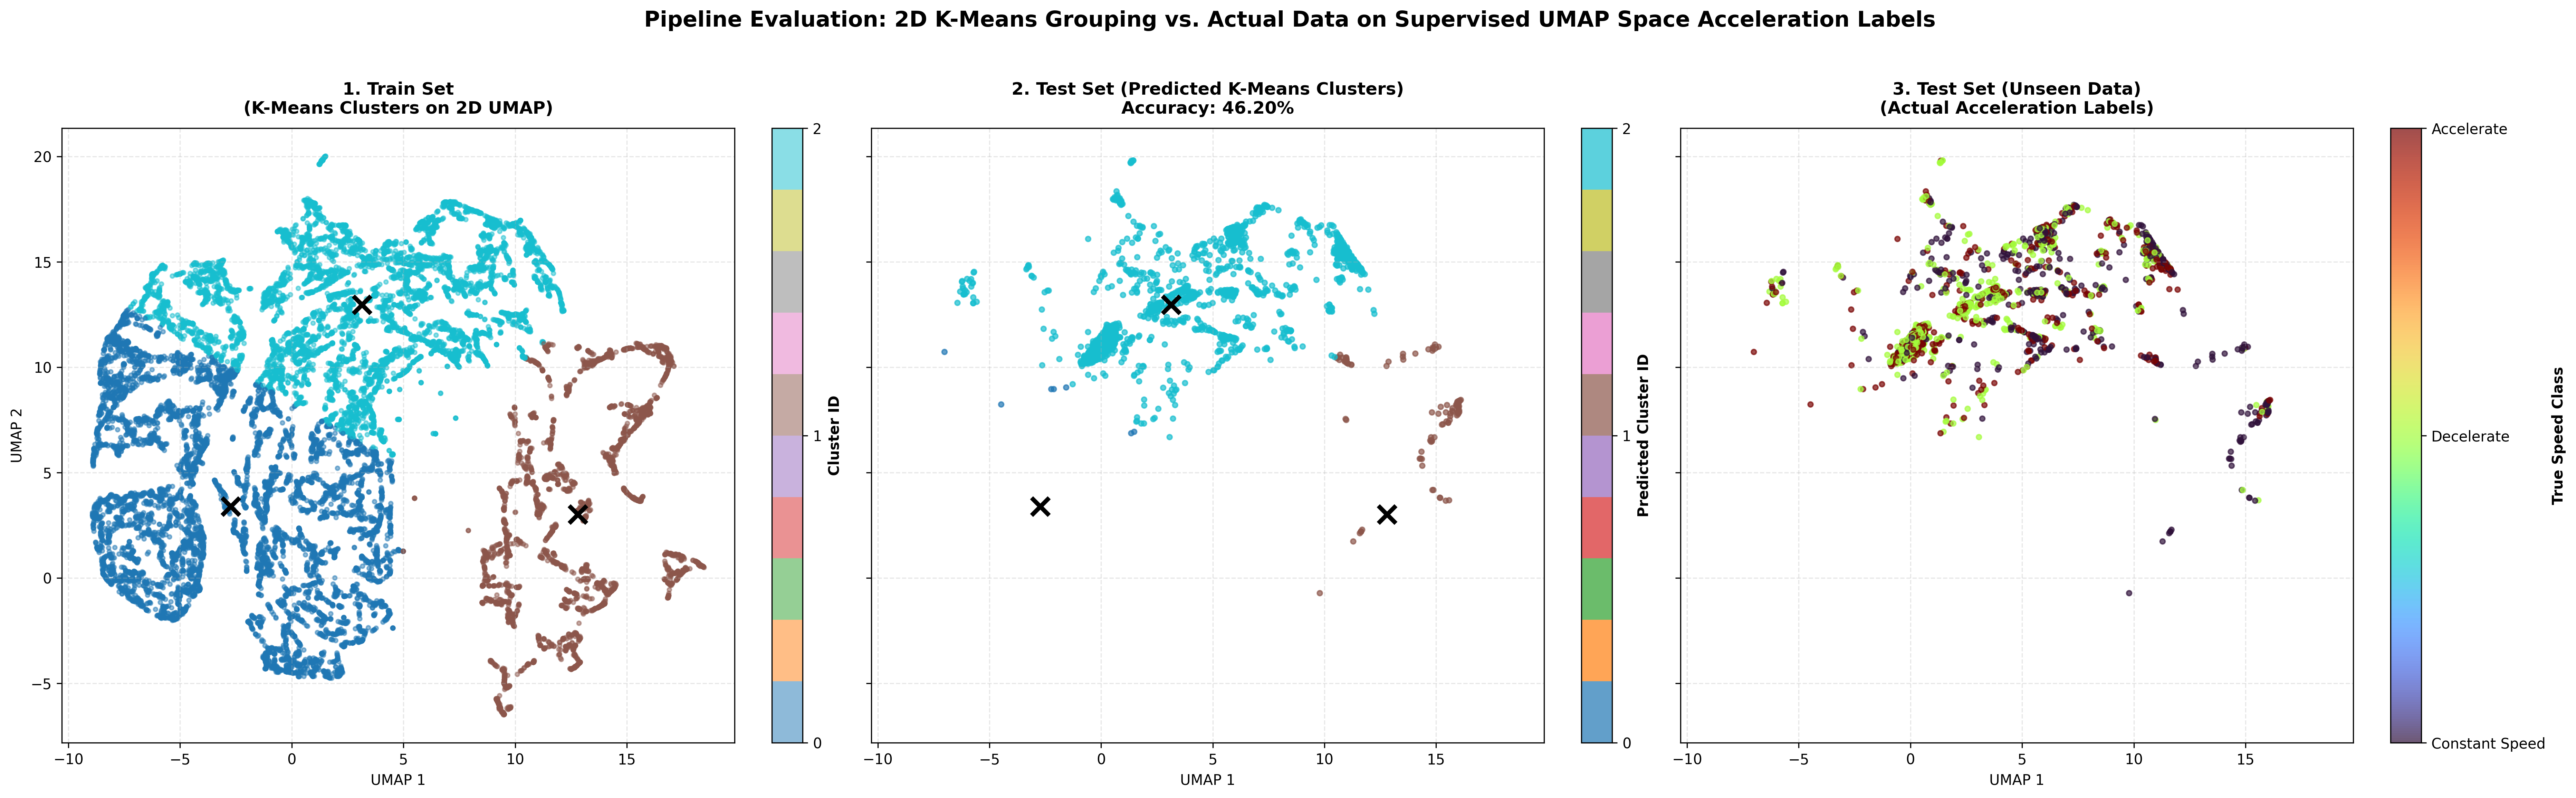 Pipeline Evaluation: 2D K-Means Grouping vs. Actual Data on Supervised UMAP Space Acceleration Labels
1. Train Set
(K-Means Clusters on 2D UMAP)
20
15
10
5
0
−5
UMAP 2
−10
−5
0
5
10
15
UMAP 1
2
1
0
Cluster ID
2. Test Set (Predicted K-Means Clusters)
Accuracy: 46.20%
−10
−5
0
5
10
15
UMAP 1
2
1
0
Predicted Cluster ID
3. Test Set (Unseen Data)
(Actual Acceleration Labels)
−10
−5
0
5
10
15
UMAP 1
Accelerate
Decelerate
Constant Speed
True Speed Class